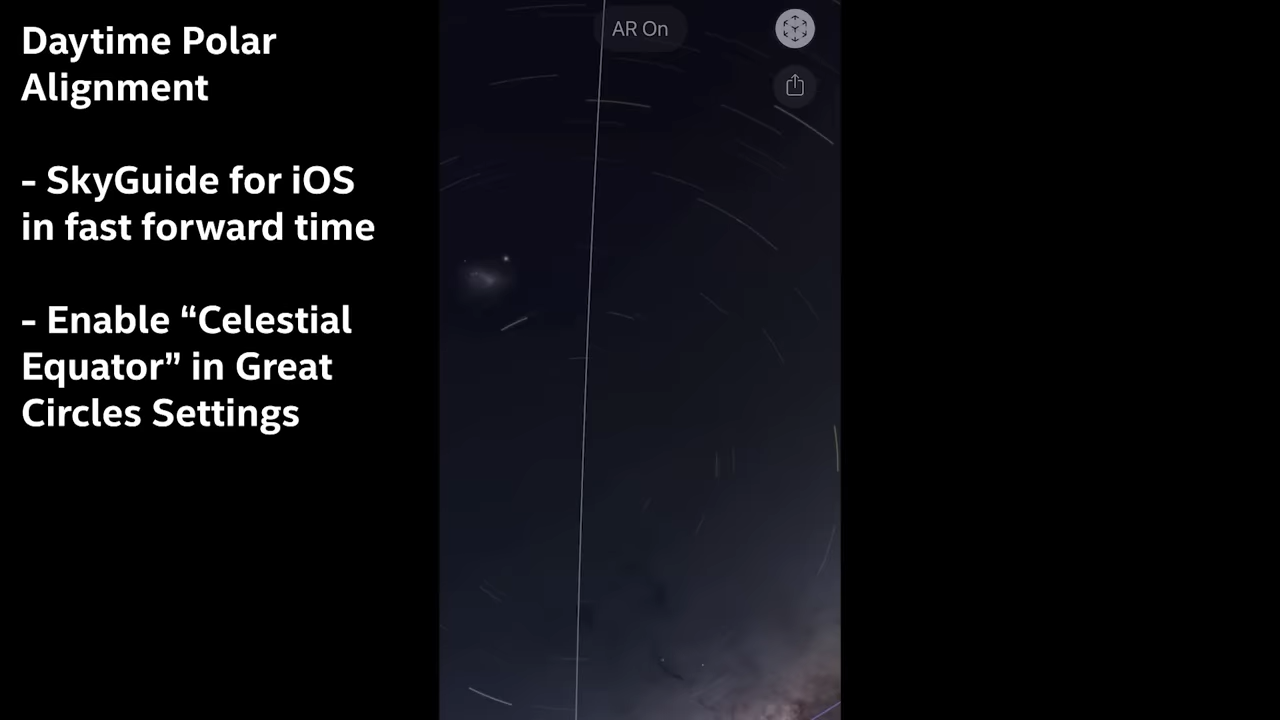 Daytime Polar
Alignment
- SkyGuide for iOS
in fast forward time
- Enable “Celestial
Equator” in Great
Circles Settings
AR On